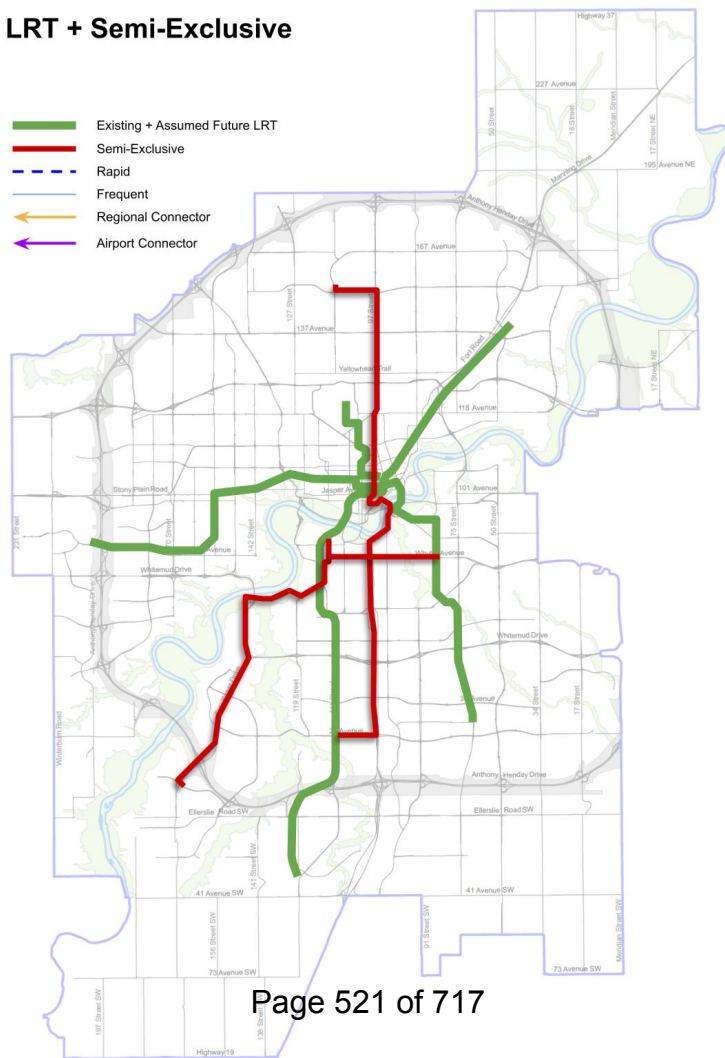 LRT + Semi-Exclusive
Existing + Assumed Future LRT
Semi-Exclusive
Rapid
Frequent
Regional Connector
Airport Connector
Highway 37
227 Avenue
50 Street
18 Street
Meridian Street
17 Street NE
Manning Drive
195 Avenue NE
Anthony Henday Drive
167 Avenue
127 Street
97 Street
137 Avenue
Fort Road
17 Street NE
Yellowhead Trail
118 Avenue
Stony Plain Road
Jasper
101 Avenue
231 Street
142 Street
75 Street
50 Street
Avenue
Avenue
Whitemud Drive
Anthony Henday Drive
Whitemud Drive
119 Street
Avenue
34 Street
17 Street
Winterburn Road
Avenue
Anthony Henday Drive
Ellerslie Road SW
Ellerslie Road SW
141 Street SW
41 Avenue SW
41 Avenue SW
156 Street SW
91 Street SW
Meridian Street SW
73 Avenue SW
73 Avenue SW
Page 521 of 717
197 Street SW
138 Street SW
Highway 19